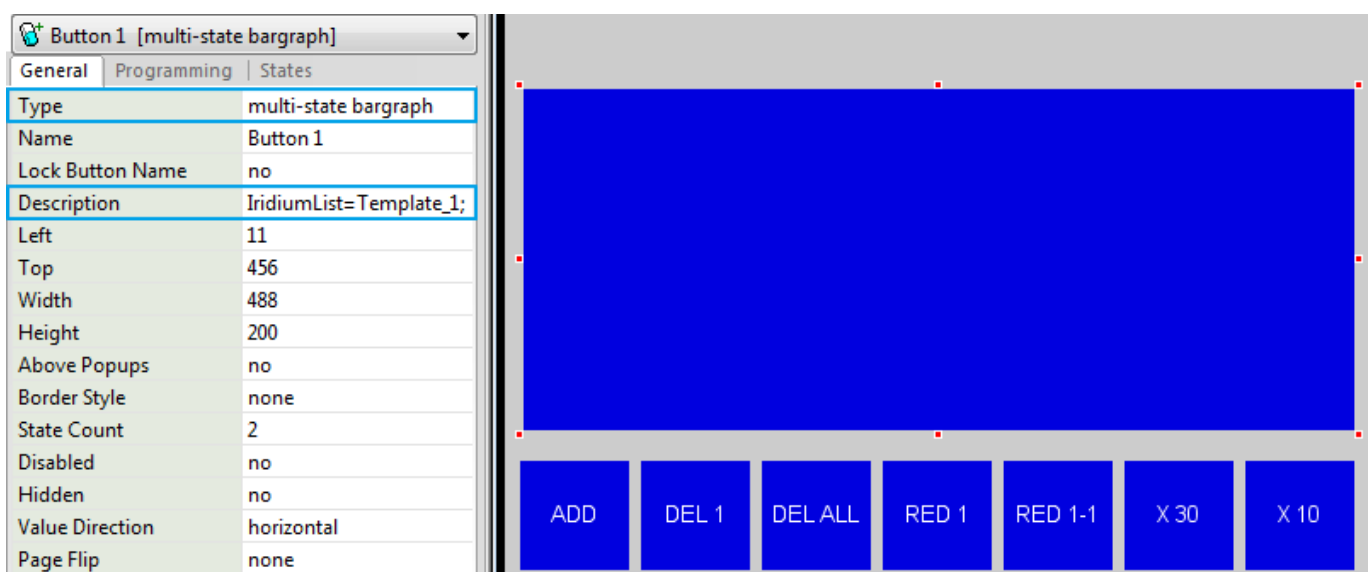 Button 1 [multi-state bargraph]
General Programming States
Type multi-state bargraph
Name Button 1
Lock Button Name no
Description IridiumList=Template_1;
Left 11
Top 456
Width 488
Height 200
Above Popups no
Border Style none
State Count 2
Disabled no
Hidden no
Value Direction horizontal
Page Flip none
ADD DEL 1 DEL ALL RED 1 RED 1-1 X 30 X 10